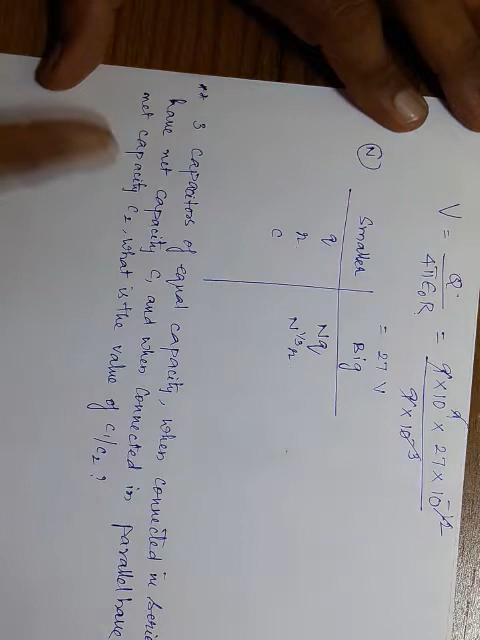 V = Q / 4πε₀R = 9×10⁹ × 27×10⁻¹² / 9×10⁻³
= 27 V
(N)
Smaller Big
q Nq
r N^1/3 r
c
3 capacitors of equal capacity, when connected in
have net capacity C₁ and when connected in parallel have
net capacity C₂, what is the value of C₁/C₂?